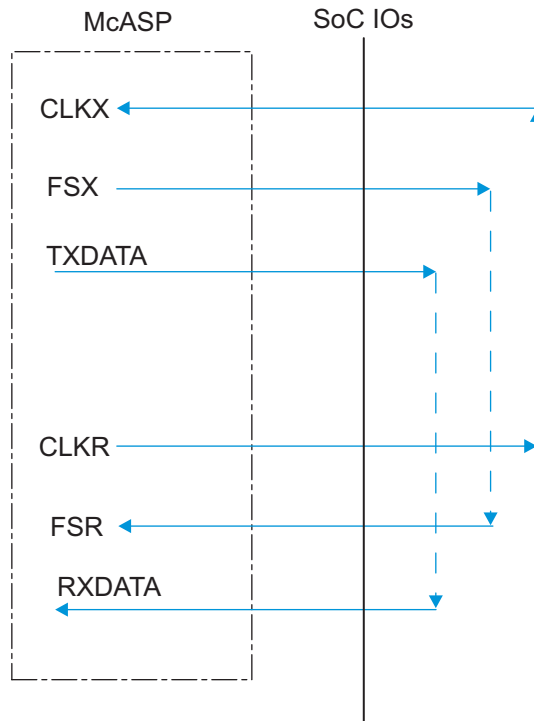 McASP
SoC IOs
CLKX
FSX
TXDATA
CLKR
FSR
RXDATA